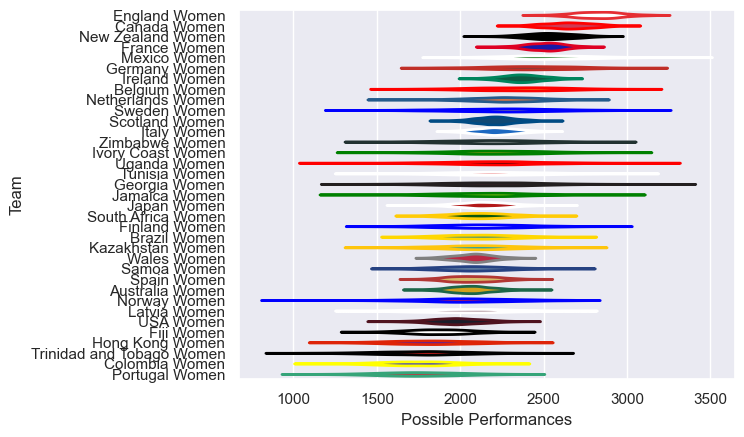 England Women
Canada Women
New Zealand Women
France Women
Mexico Women
Germany Women
Ireland Women
Belgium Women
Netherlands Women
Sweden Women
Scotland Women
Italy Women
Zimbabwe Women
Ivory Coast Women
Uganda Women
Tunisia Women
Georgia Women
Jamaica Women
Japan Women
South Africa Women
Finland Women
Brazil Women
Kazakhstan Women
Wales Women
Samoa Women
Spain Women
Australia Women
Norway Women
Latvia Women
USA Women
Fiji Women
Hong Kong Women
Trinidad and Tobago Women
Colombia Women
Portugal Women
Team
1000 1500 2000 2500 3000 3500
Possible Performances